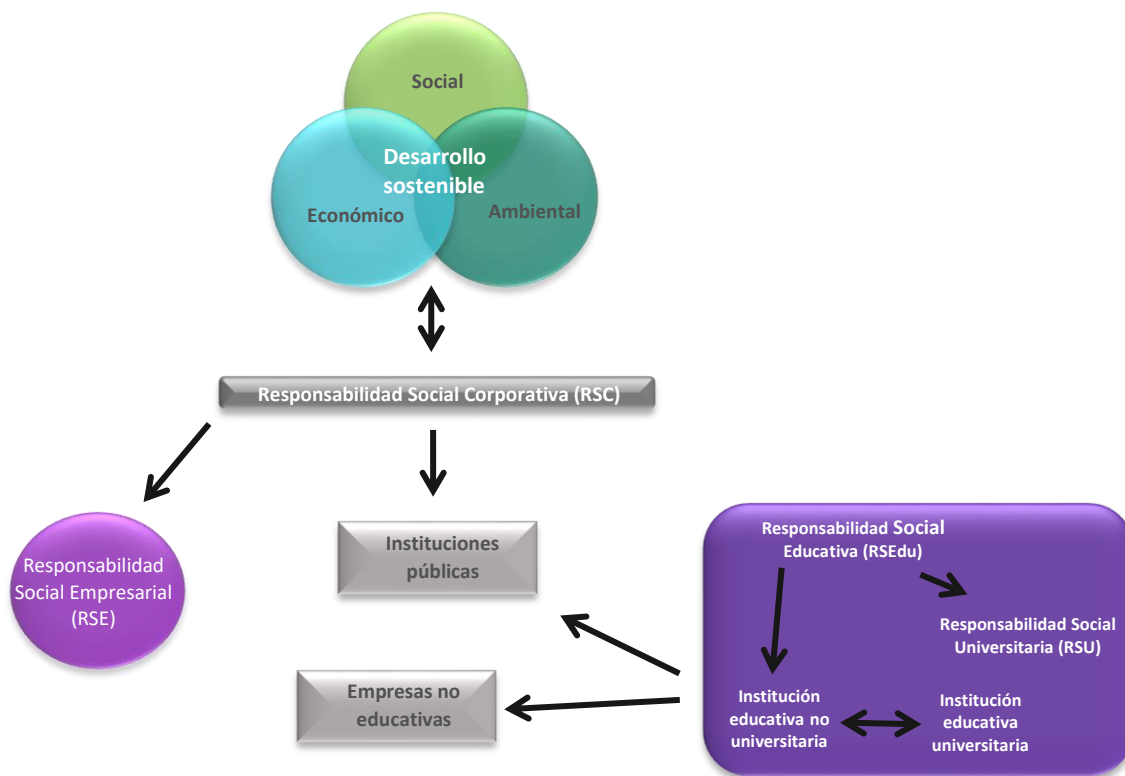 Social
Desarrollo
sostenible
Económico
Ambiental
Responsabilidad Social Corporativa (RSC)
Responsabilidad
Social Empresarial
(RSE)
Instituciones
públicas
Empresas no
educativas
Responsabilidad Social
Educativa (RSEdu)
Responsabilidad Social
Universitaria (RSU)
Institución
educativa no
universitaria
Institución
educativa
universitaria